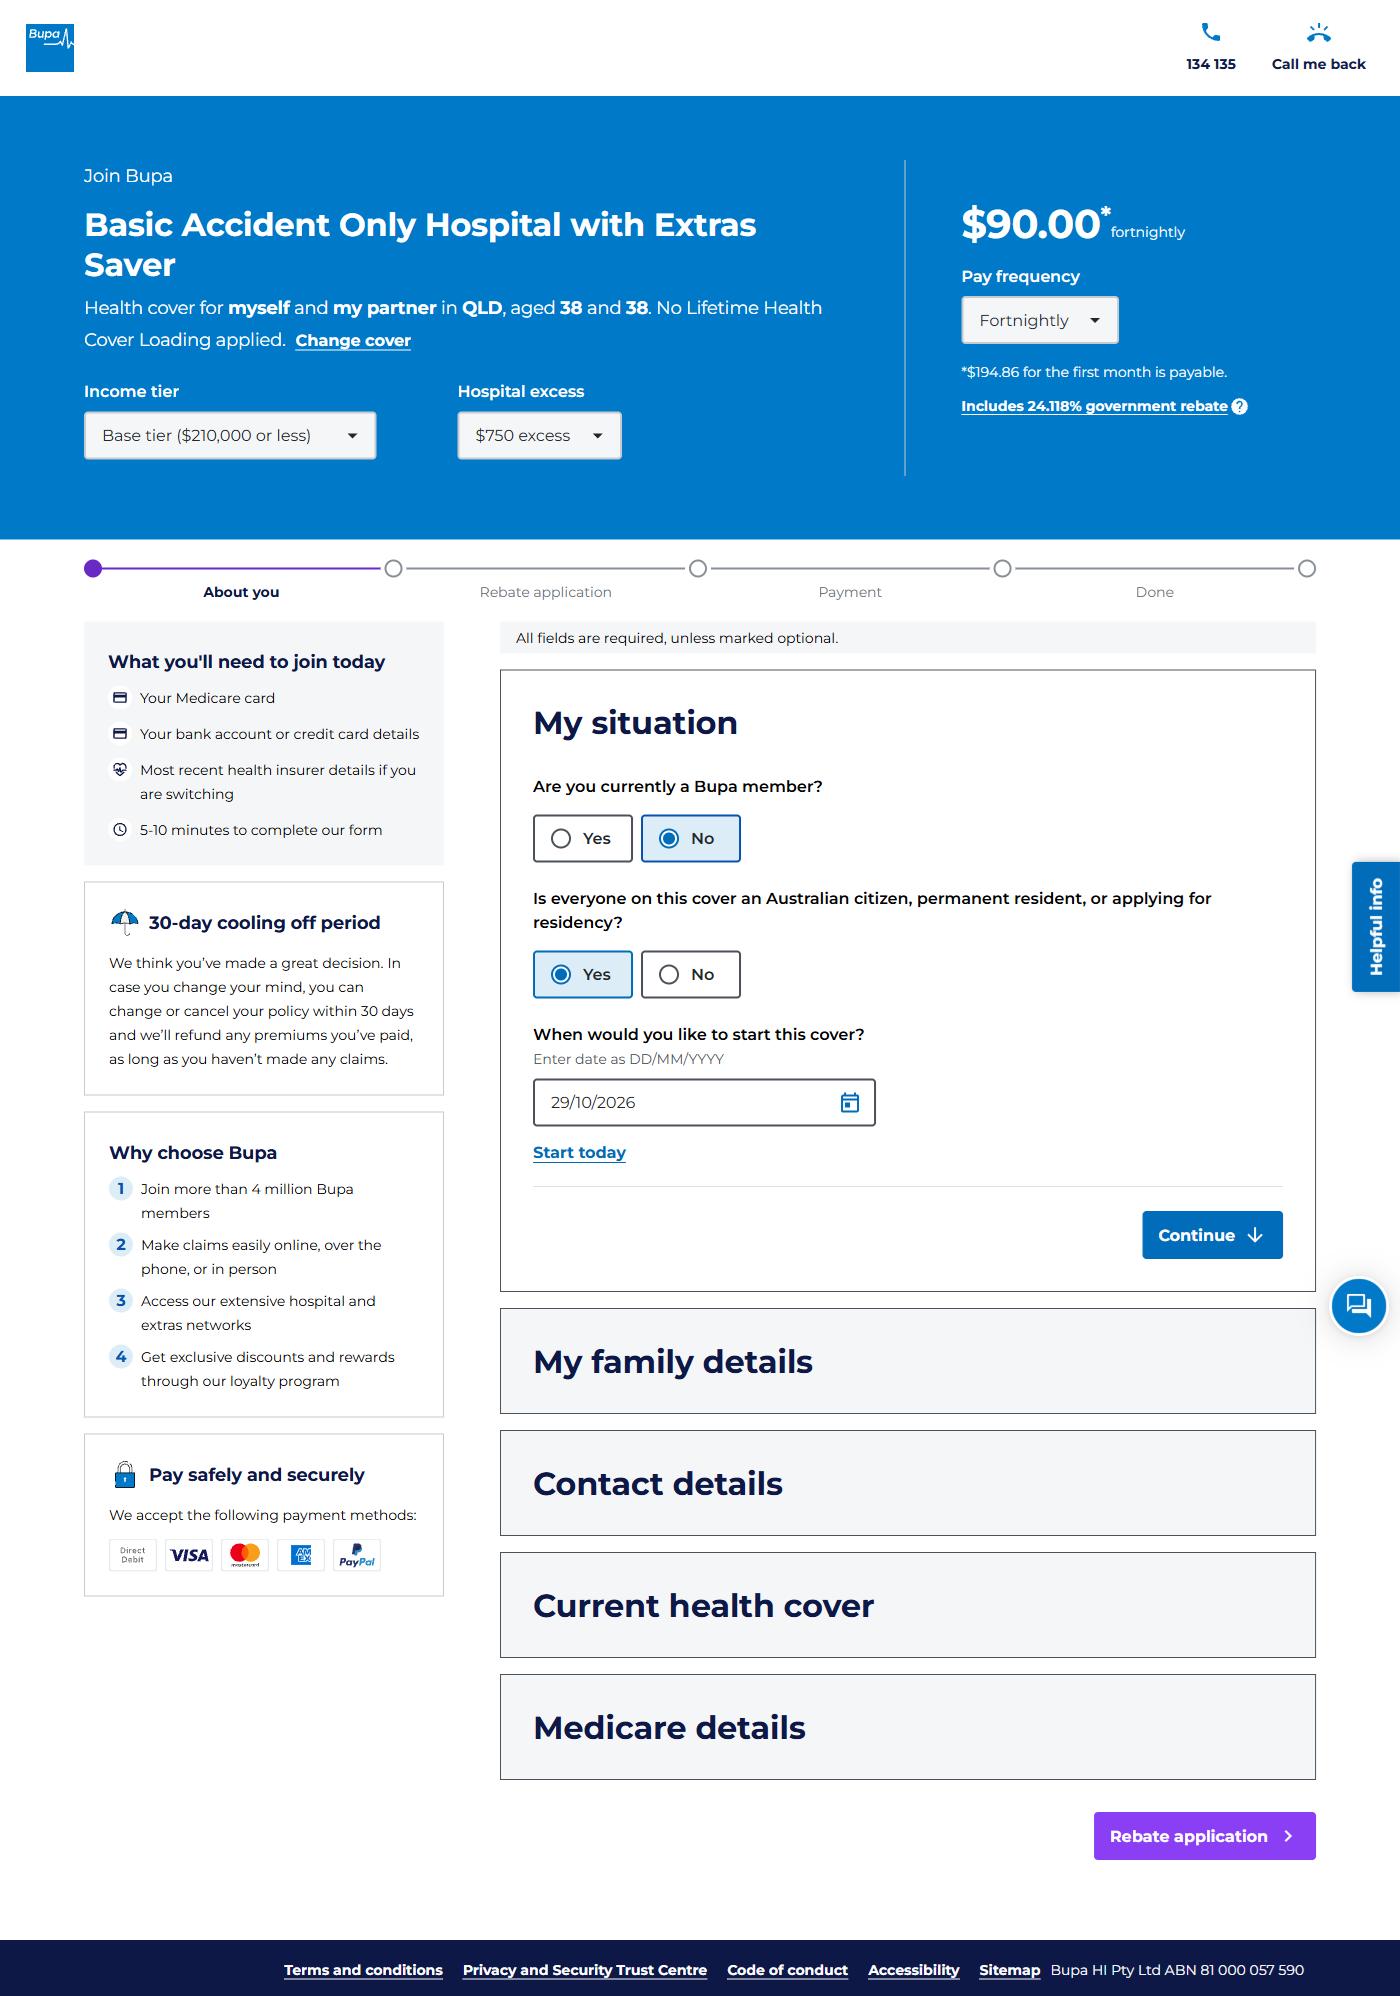 Bupa
134 135
Call me back
Join Bupa
Basic Accident Only Hospital with Extras
Saver
Health cover for myself and my partner in QLD, aged 38 and 38. No Lifetime Health
Cover Loading applied. Change cover
Income tier
Hospital excess
Base tier ($210,000 or less)
$750 excess
$90.00* fortnightly
Pay frequency
Fortnightly
*$194.86 for the first month is payable.
Includes 24.118% government rebate ?
About you
Rebate application
Payment
Done
What you'll need to join today
Your Medicare card
Your bank account or credit card details
Most recent health insurer details if you
are switching
5-10 minutes to complete our form
30-day cooling off period
We think you’ve made a great decision. In
case you change your mind, you can
change or cancel your policy within 30 days
and we’ll refund any premiums you’ve paid,
as long as you haven’t made any claims.
Why choose Bupa
1 Join more than 4 million Bupa
members
2 Make claims easily online, over the
phone, or in person
3 Access our extensive hospital and
extras networks
4 Get exclusive discounts and rewards
through our loyalty program
Pay safely and securely
We accept the following payment methods:
Direct
Debit
VISA
mastercard
AM
EX
PayPal
All fields are required, unless marked optional.
My situation
Are you currently a Bupa member?
Yes
No
Is everyone on this cover an Australian citizen, permanent resident, or applying for
residency?
Yes
No
When would you like to start this cover?
Enter date as DD/MM/YYYY
29/10/2026
Start today
Continue
My family details
Contact details
Current health cover
Medicare details
Rebate application
Helpful info
Terms and conditions Privacy and Security Trust Centre Code of conduct Accessibility Sitemap Bupa HI Pty Ltd ABN 81 000 057 590